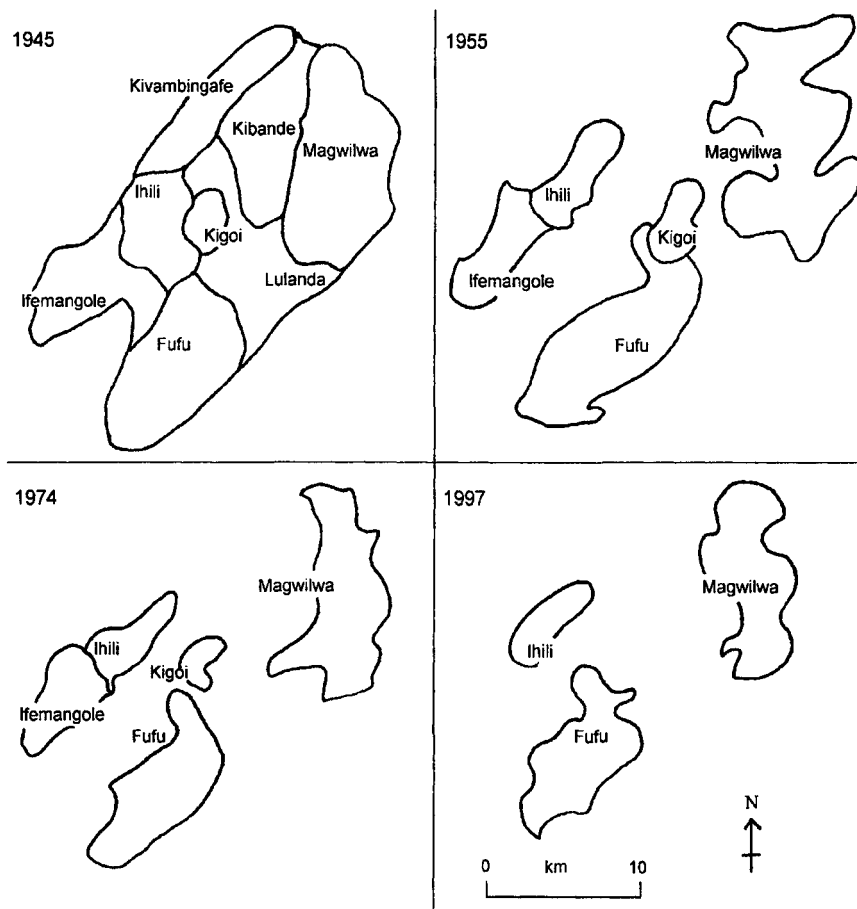 1945
Kivambingafe
Kibande
Magwilwa
Ihili
Kigoi
Lulanda
Ifemangole
Fufu
1955
Magwilwa
Ihili
Kigoi
Ifemangole
Fufu
1974
Magwilwa
Ihili
Kigoi
Ifemangole
Fufu
1997
Magwilwa
Ihili
Fufu
N
0 km 10